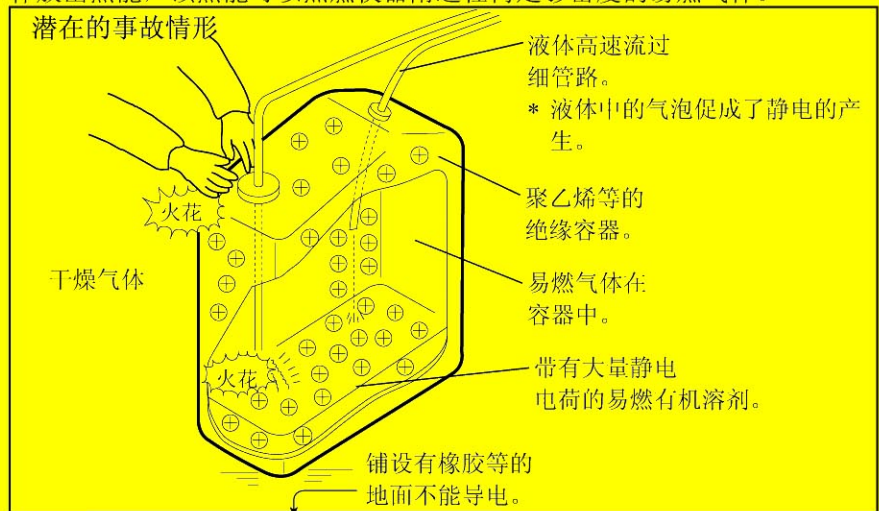 潜在的事故情形
液体高速流过
细管路。
* 液体中的气泡促成了静电的产
生。
聚乙烯等的
绝缘容器。
火花
干燥气体
易燃气体在
容器中。
火花
带有大量静电
电荷的易燃有机溶剂。
铺设有橡胶等的
地面不能导电。